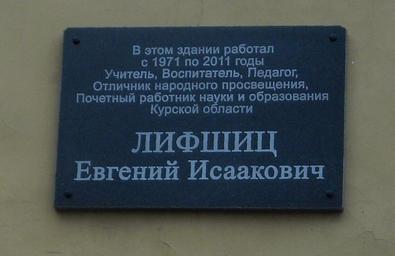 В этом здании работал
с 1971 по 2011 годы
Учитель, Воспитатель, Педагог,
Отличник народного просвещения,
Почетный работник науки и образования
Курской области
ЛИФШИЦ
Евгений Исаакович